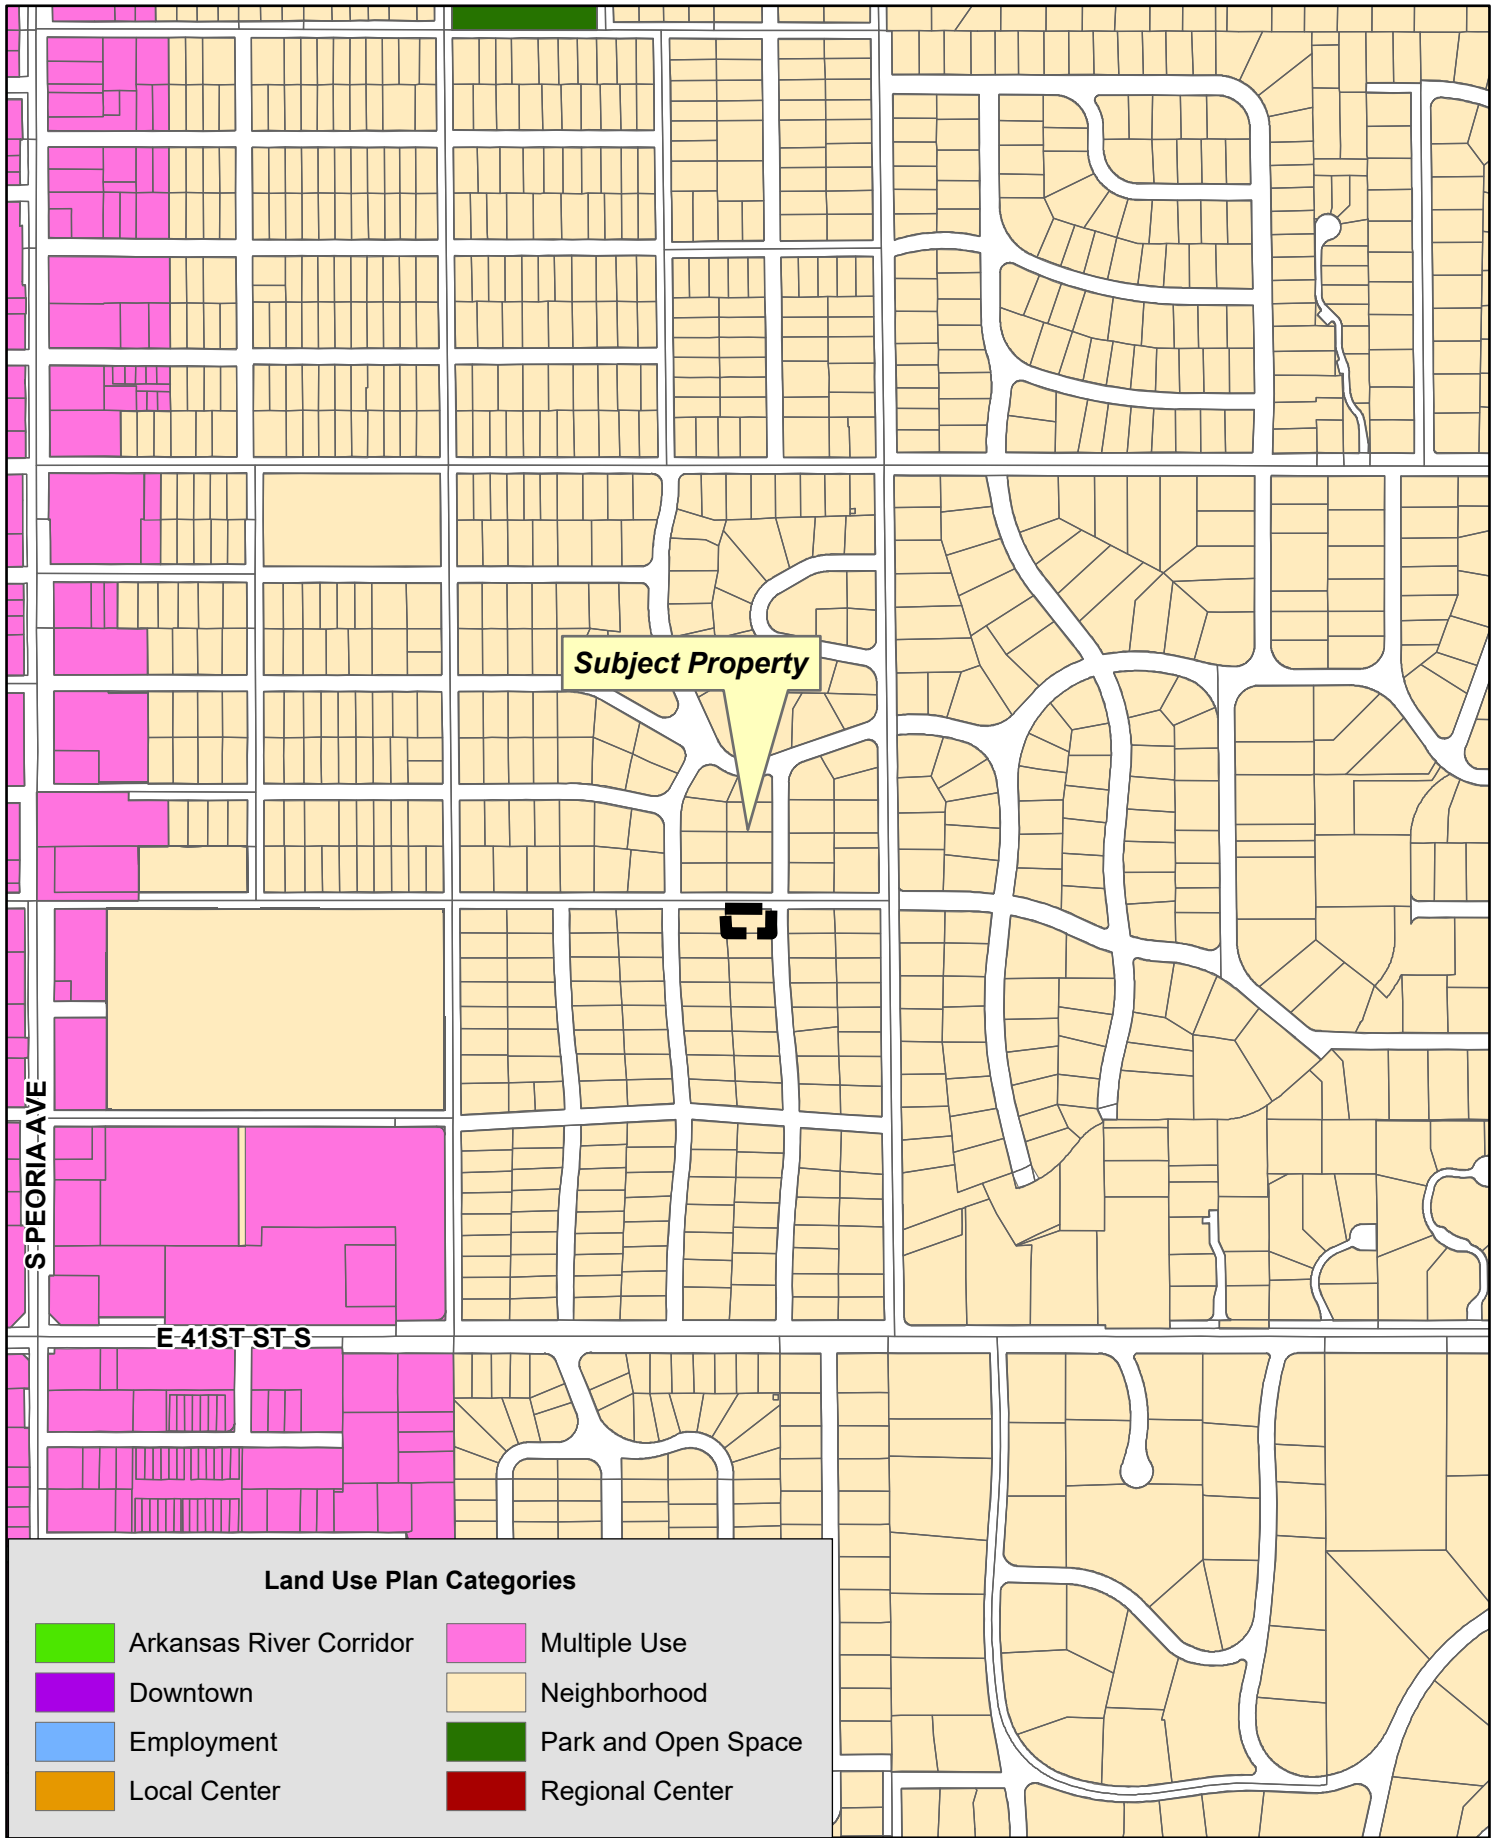 Subject Property
S PEORIA AVE
E 41ST ST S
Land Use Plan Categories
Arkansas River Corridor
Downtown
Employment
Local Center
Multiple Use
Neighborhood
Park and Open Space
Regional Center